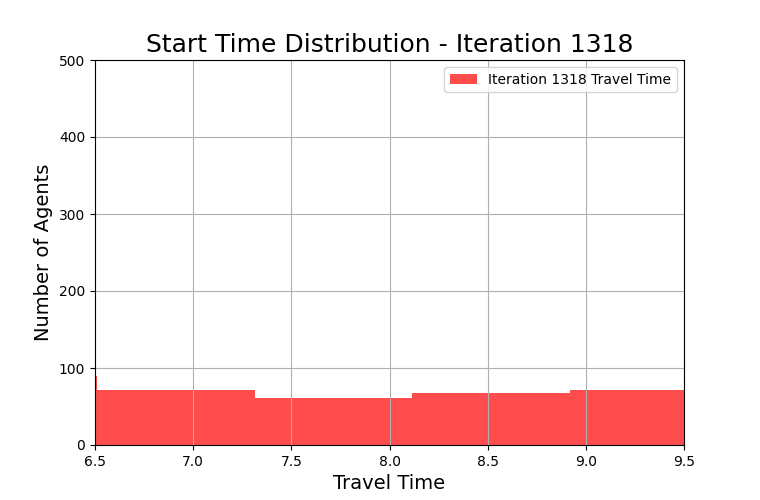 Start Time Distribution - Iteration 1318
Iteration 1318 Travel Time
Number of Agents
500
400
300
200
100
0
6.5 7.0 7.5 8.0 8.5 9.0 9.5
Travel Time